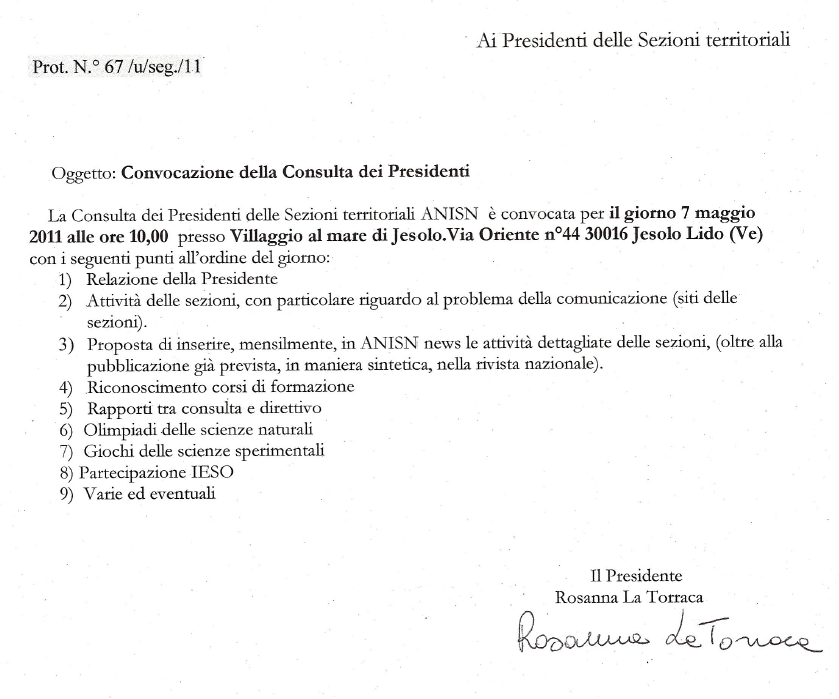 Ai Presidenti delle Sezioni territoriali
Prot. N.° 67 /u/seg./11
Oggetto: Convocazione della Consulta dei Presidenti
La Consulta dei Presidenti delle Sezioni territoriali ANISN è convocata per il giorno 7 maggio
2011 alle ore 10,00 presso Villaggio al mare di Jesolo.Via Oriente n°44 30016 Jesolo Lido (Ve)
con i seguenti punti all'ordine del giorno:
1) Relazione della Presidente
2) Attività delle sezioni, con particolare riguardo al problema della comunicazione (siti delle
sezioni).
3) Proposta di inserire, mensilmente, in ANISN news le attività dettagliate delle sezioni, (oltre alla
pubblicazione già prevista, in maniera sintetica, nella rivista nazionale).
4) Riconoscimento corsi di formazione
5) Rapporti tra consulta e direttivo
6) Olimpiadi delle scienze naturali
7) Giochi delle scienze sperimentali
8) Partecipazione IESO
9) Varie ed eventuali
Il Presidente
Rosanna La Torraca
Rosanna La Torraca